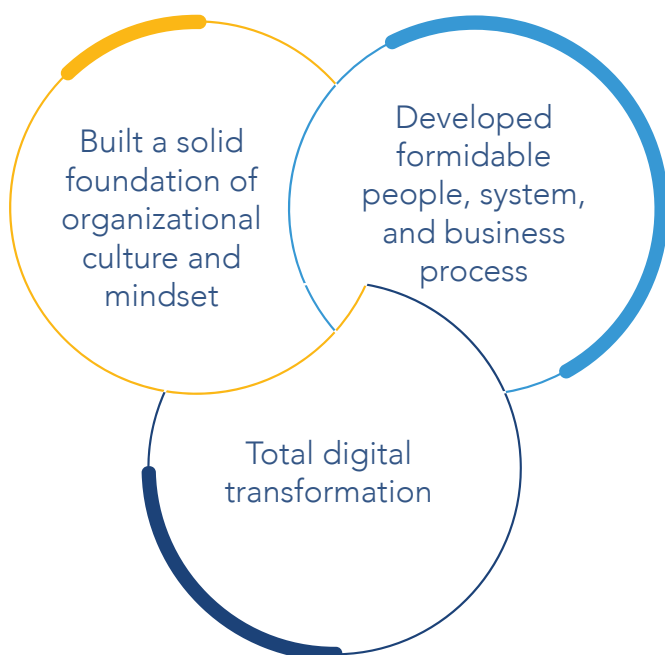 Built a solid
foundation of
organizational
culture and
mindset
Developed
formidable
people, system,
and business
process
Total digital
transformation